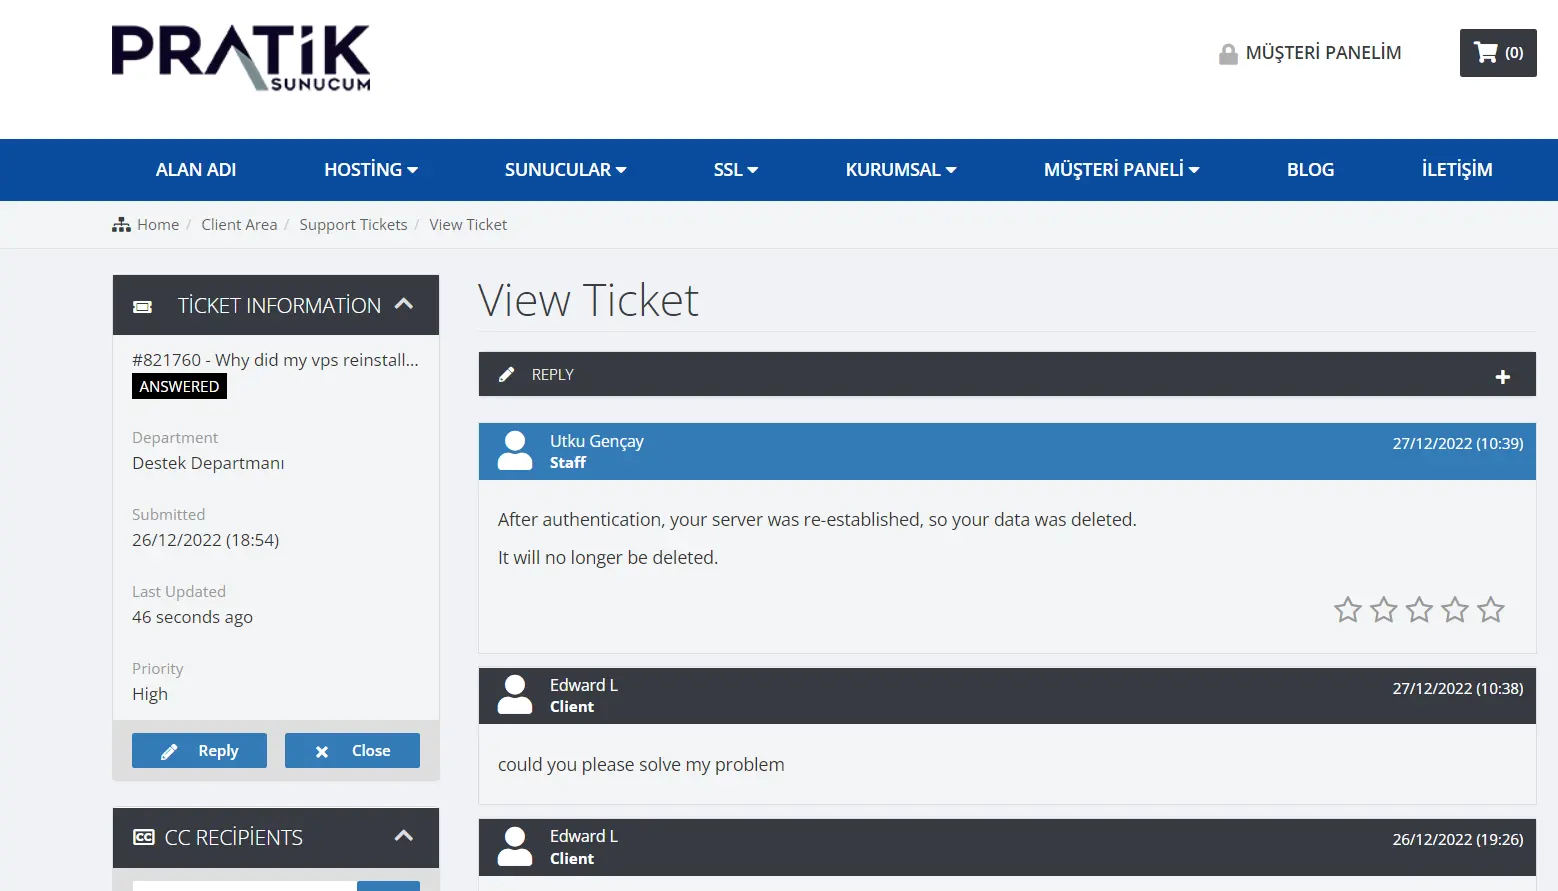 PRATİK
SUNUCUM
MÜŞTERİ PANELİM
(0)
ALAN ADI
HOSTİNG
SUNUCULAR
SSL
KURUMSAL
MÜŞTERİ PANELİ
BLOG
İLETİŞİM
Home / Client Area / Support Tickets / View Ticket
TİCKET INFORMATİON
#821760 - Why did my vps reinstall...
ANSWERED
Department
Destek Departmanı
Submitted
26/12/2022 (18:54)
Last Updated
46 seconds ago
Priority
High
Reply
Close
CC CC RECİPİENTS
View Ticket
REPLY
Utku Gençay
Staff
27/12/2022 (10:39)
After authentication, your server was re-established, so your data was deleted.
It will no longer be deleted.
Edward L
Client
27/12/2022 (10:38)
could you please solve my problem
Edward L
Client
26/12/2022 (19:26)